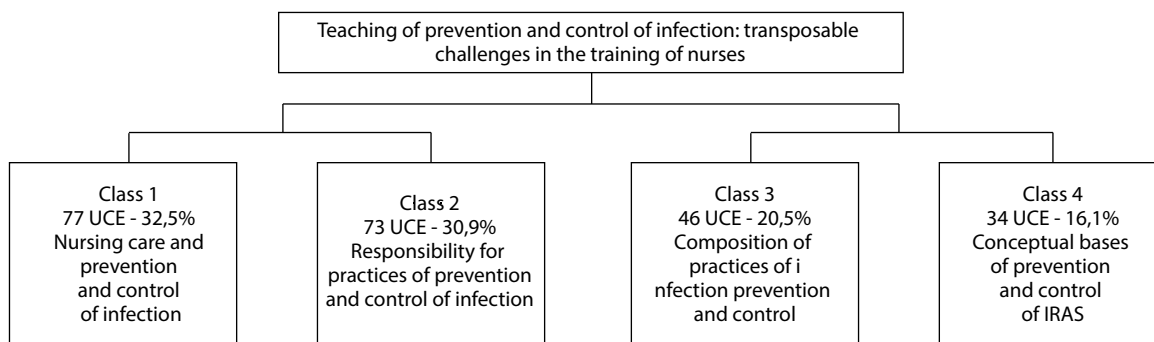 Teaching of prevention and control of infection: transposable
challenges in the training of nurses
Class 1
77 UCE - 32,5%
Nursing care and
prevention
and control
of infection
Class 2
73 UCE - 30,9%
Responsibility for
practices of prevention
and control of infection
Class 3
46 UCE - 20,5%
Composition of
practices of i
nfection prevention
and control
Class 4
34 UCE - 16,1%
Conceptual bases
of prevention
and control
of IRAS